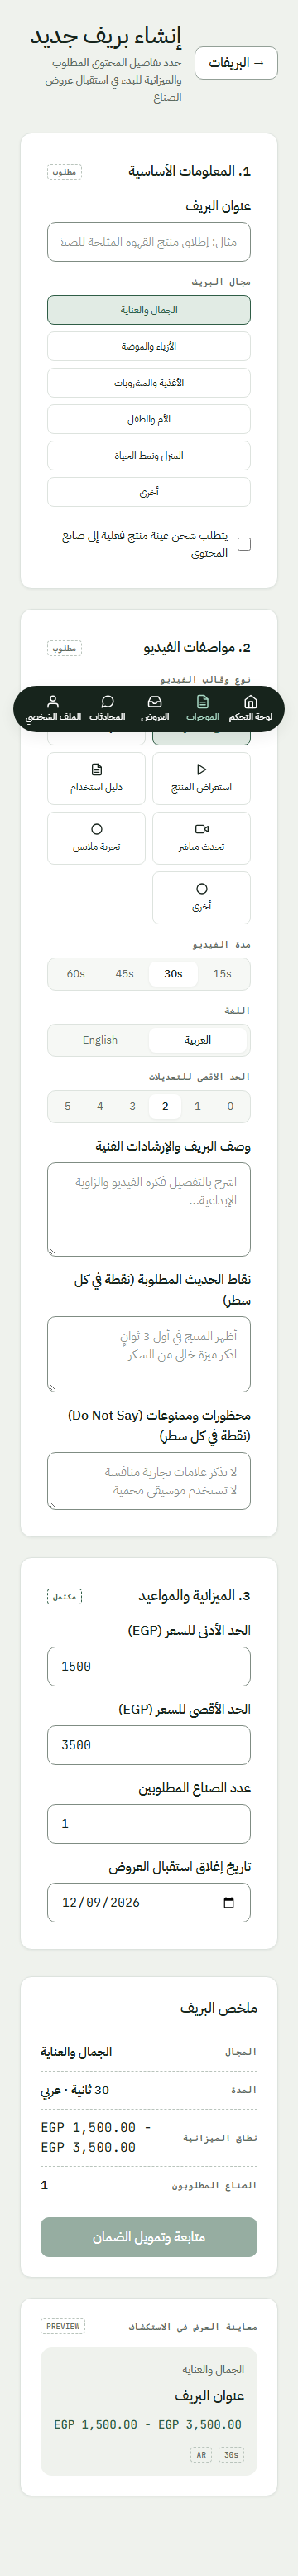 إنشاء بريف جديد
حدد تفاصيل المحتوى المطلوب
والميزانية للبدء في استقبال عروض
الصناع
→ البريفات
1. المعلومات الأساسية
مطلوب
عنوان البريف
مثال: إطلاق منتج القهوة المثلجة للصيف
مجال البريف
الجمال والعناية
الأزياء والموضة
الأغذية والمشروبات
الأم والطفل
المنزل ونمط الحياة
أخرى
يتطلب شحن عينة منتج فعلية إلى صانع
المحتوى
2. مواصفات الفيديو
مطلوب
نوع وقالب الفيديو
لوحة التحكم
الموجزات
العروض
المحادثات
الملف الشخصي
استعراض المنتج
دليل استخدام
تحدث مباشر
تجربة ملابس
أخرى
مدة الفيديو
15s
30s
45s
60s
اللغة
العربية
English
الحد الأقصى للتعديلات
0
1
2
3
4
5
وصف البريف والإرشادات الفنية
اشرح بالتفصيل فكرة الفيديو والزاوية
الإبداعية...
نقاط الحديث المطلوبة (نقطة في كل
سطر)
أظهر المنتج في أول 3 ثوانٍ
اذكر ميزة خالي من السكر
محظورات وممنوعات (Do Not Say)
(نقطة في كل سطر)
لا تذكر علامات تجارية منافسة
لا تستخدم موسيقى محمية
3. الميزانية والمواعيد
مكتمل
الحد الأدنى للسعر (EGP)
1500
الحد الأقصى للسعر (EGP)
3500
عدد الصناع المطلوبين
1
تاريخ إغلاق استقبال العروض
12/09/2026
ملخص البريف
المجال
الجمال والعناية
المدة
30 ثانية · عربي
نطاق الميزانية
EGP 1,500.00 -
EGP 3,500.00
الصناع المطلوبون
1
متابعة وتمويل الضمان
معاينة العرض في الاستكشاف
PREVIEW
الجمال والعناية
عنوان البريف
EGP 1,500.00 - EGP 3,500.00
30s
AR